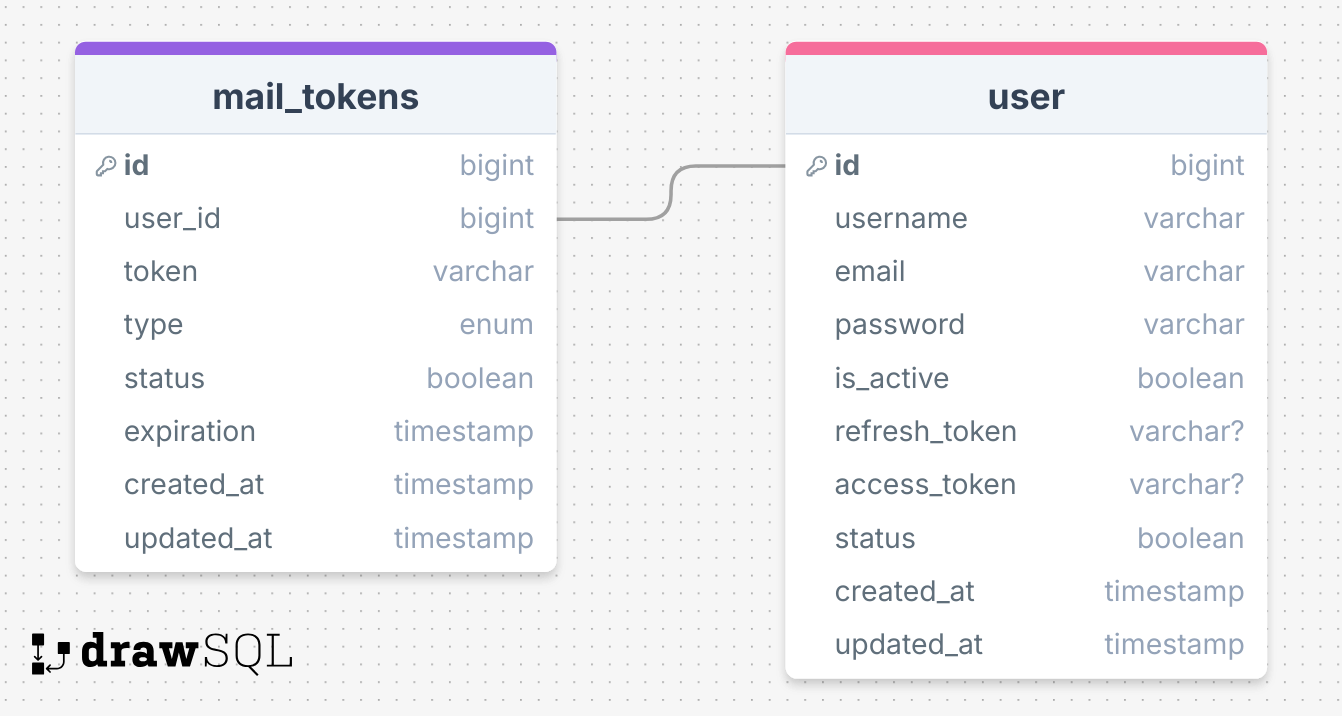 mail_tokens
id bigint
user_id bigint
token varchar
type enum
status boolean
expiration timestamp
created_at timestamp
updated_at timestamp
user
id bigint
username varchar
email varchar
password varchar
is_active boolean
refresh_token varchar?
access_token varchar?
status boolean
created_at timestamp
updated_at timestamp
drawSQL